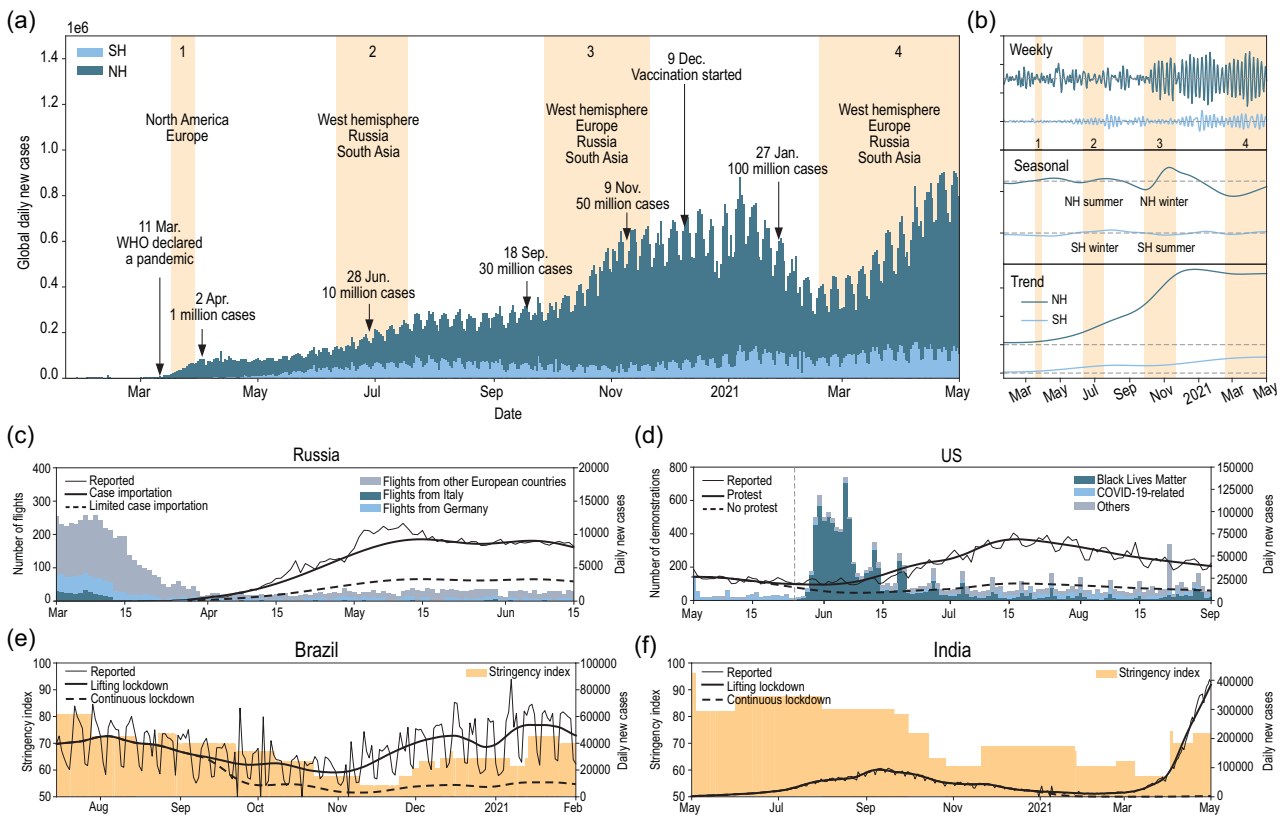 (a)
1e6
Global daily new cases
1.4
1.2
1.0
0.8
0.6
0.4
0.2
0.0
SH
NH
1
2
3
4
North America
Europe
West hemisphere
Russia
South Asia
West hemisphere
Europe
Russia
South Asia
West hemisphere
Europe
Russia
South Asia
11 Mar.
WHO declared
a pandemic
2 Apr.
1 million cases
28 Jun.
10 million cases
18 Sep.
30 million cases
9 Nov.
50 million cases
9 Dec.
Vaccination started
27 Jan.
100 million cases
Mar
May
Jul
Sep
Nov
2021
Mar
May
Date
(b)
Weekly
1
2
3
4
Seasonal
NH summer
NH winter
SH winter
SH summer
Trend
NH
SH
Mar
May
Jul
Sep
Nov
2021
Mar
May
(c)
Russia
Number of flights
400
300
200
100
0
Reported
Case importation
Limited case importation
Flights from other European countries
Flights from Italy
Flights from Germany
20000
15000
10000
5000
0
Daily new cases
Mar
15
Apr
15
May
15
Jun
15
(d)
US
Number of demonstrations
800
600
400
200
0
Reported
Protest
No protest
Black Lives Matter
COVID-19-related
Others
150000
125000
100000
75000
50000
25000
0
Daily new cases
May
15
Jun
15
Jul
15
Aug
15
Sep
(e)
Brazil
Stringency index
100
90
80
70
60
50
Reported
Lifting lockdown
Continuous lockdown
Stringency index
100000
80000
60000
40000
20000
0
Daily new cases
Aug
Sep
Oct
Nov
Dec
2021
Feb
(f)
India
Stringency index
100
90
80
70
60
50
Reported
Lifting lockdown
Continuous lockdown
Stringency index
400000
300000
200000
100000
0
Daily new cases
May
Jul
Sep
Nov
2021
Mar
May